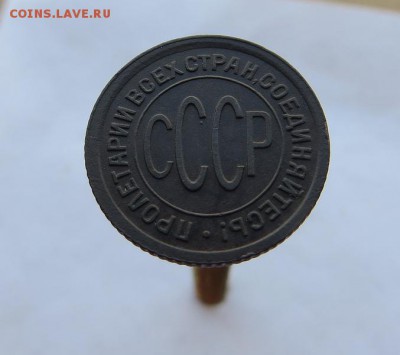 COINS.LAVE.RU
ПРОЛЕТАРИИ ВСЕХ СТРАН, СОЕДИНЯЙТЕСЬ!
СССР